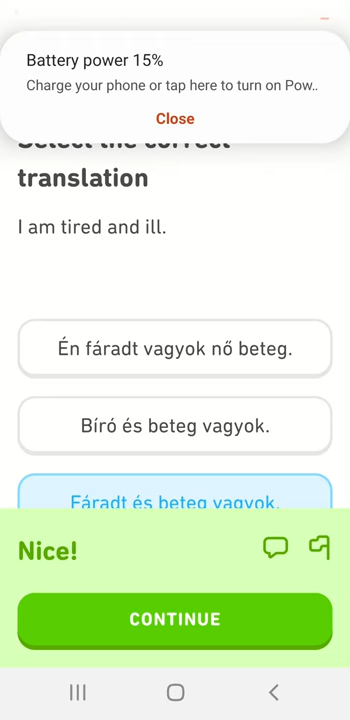 Battery power 15%
Charge your phone or tap here to turn on Pow..
Close
Select the correct
translation
I am tired and ill.
Én fáradt vagyok nő beteg.
Bíró és beteg vagyok.
Fáradt és beteg vagyok.
Nice!
CONTINUE